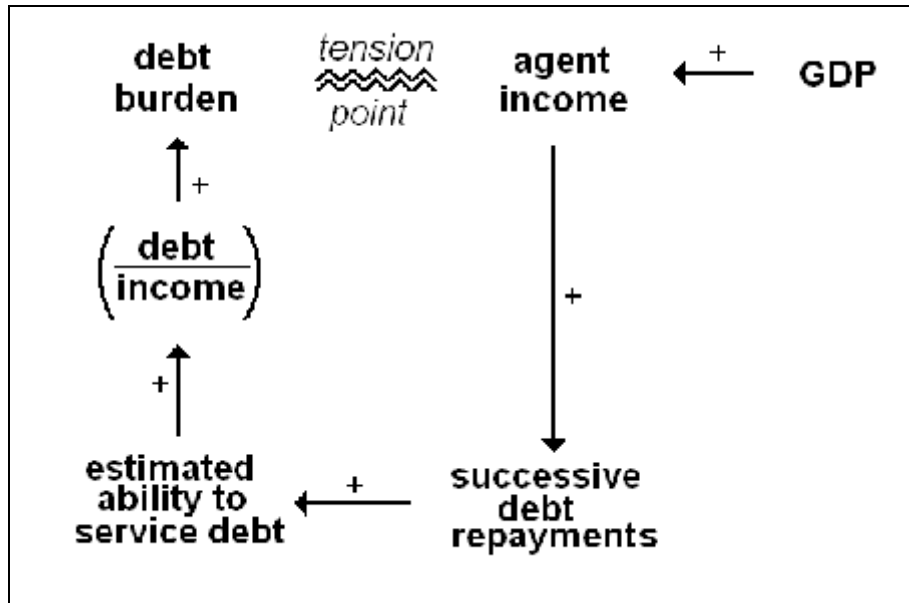 debt
burden
tension
point
agent
income
+
GDP
+
debt
income
+
+
estimated
ability to
service debt
+
successive
debt
repayments